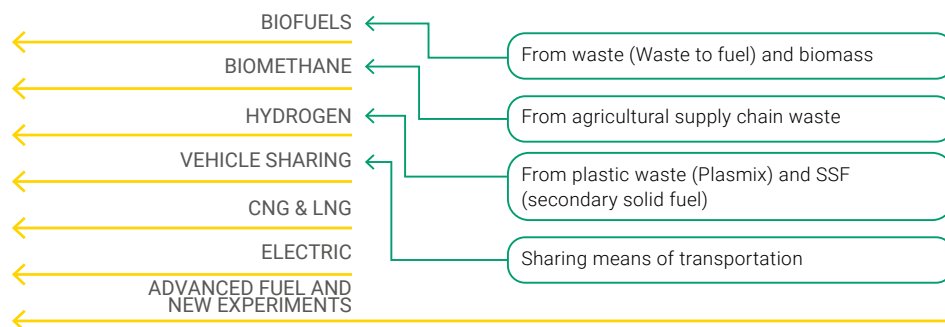 BIOFUELS
From waste (Waste to fuel) and biomass
BIOMETHANE
From agricultural supply chain waste
HYDROGEN
From plastic waste (Plasmix) and SSF
(secondary solid fuel)
VEHICLE SHARING
Sharing means of transportation
CNG & LNG
ELECTRIC
ADVANCED FUEL AND
NEW EXPERIMENTS